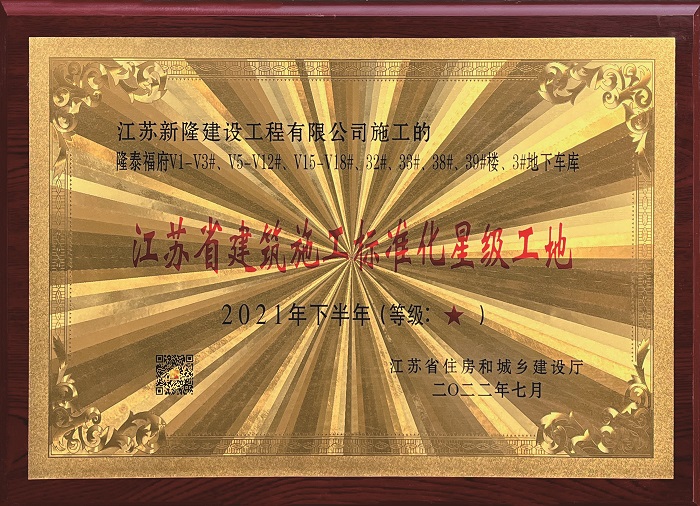 江苏新隆建设工程有限公司施工的
隆泰福府V1-V3#、V5-V12#、V15-V18#、32#、33#、38#、39#楼、3#地下车库
江苏省建筑施工标准化星级工地
2021年下半年(等级：★ )
江苏省住房和城乡建设厅
二〇二二年七月